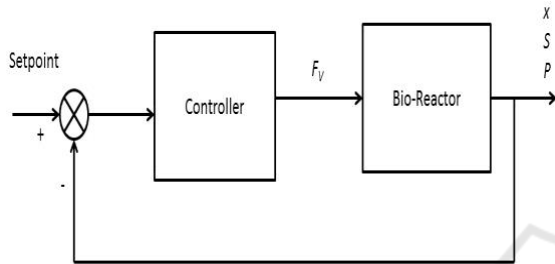 x
S
P
Setpoint
+
-
Controller
F_V
Bio-Reactor